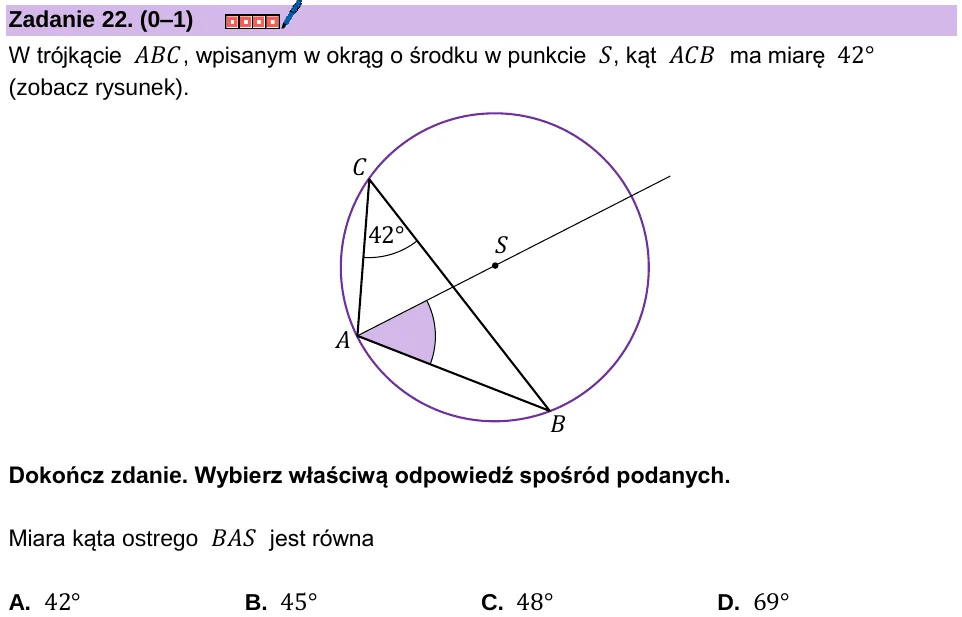 Zadanie 22. (0–1)
W trójkącie ABC, wpisanym w okrąg o środku w punkcie S, kąt ACB ma miarę 42°
(zobacz rysunek).
C
42°
S
A
B
Dokończ zdanie. Wybierz właściwą odpowiedź spośród podanych.
Miara kąta ostrego BAS jest równa
A. 42° B. 45° C. 48° D. 69°